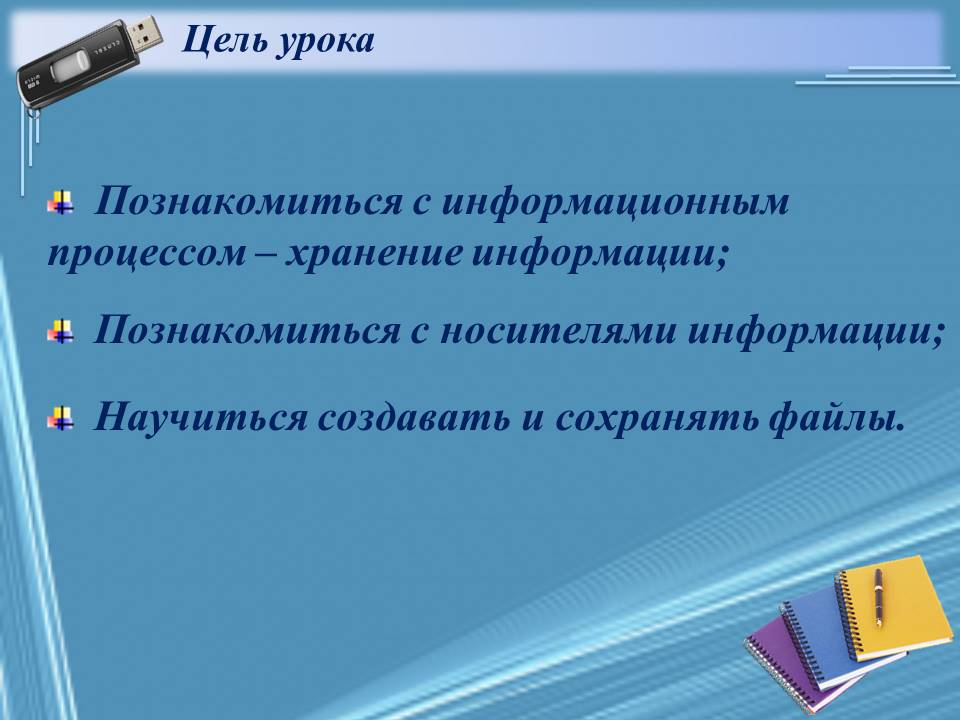 Цель урока
Познакомиться с информационным
процессом – хранение информации;
Познакомиться с носителями информации;
Научиться создавать и сохранять файлы.